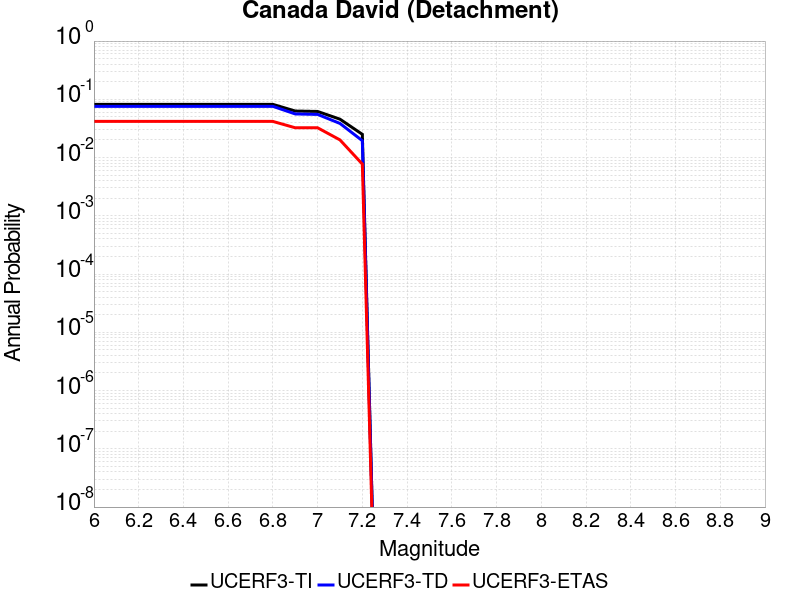 Canada David (Detachment)
Annual Probability
10^0
10^-1
10^-2
10^-3
10^-4
10^-5
10^-6
10^-7
10^-8
6 6.2 6.4 6.6 6.8 7 7.2 7.4 7.6 7.8 8 8.2 8.4 8.6 8.8 9
Magnitude
UCERF3-TI UCERF3-TD UCERF3-ETAS